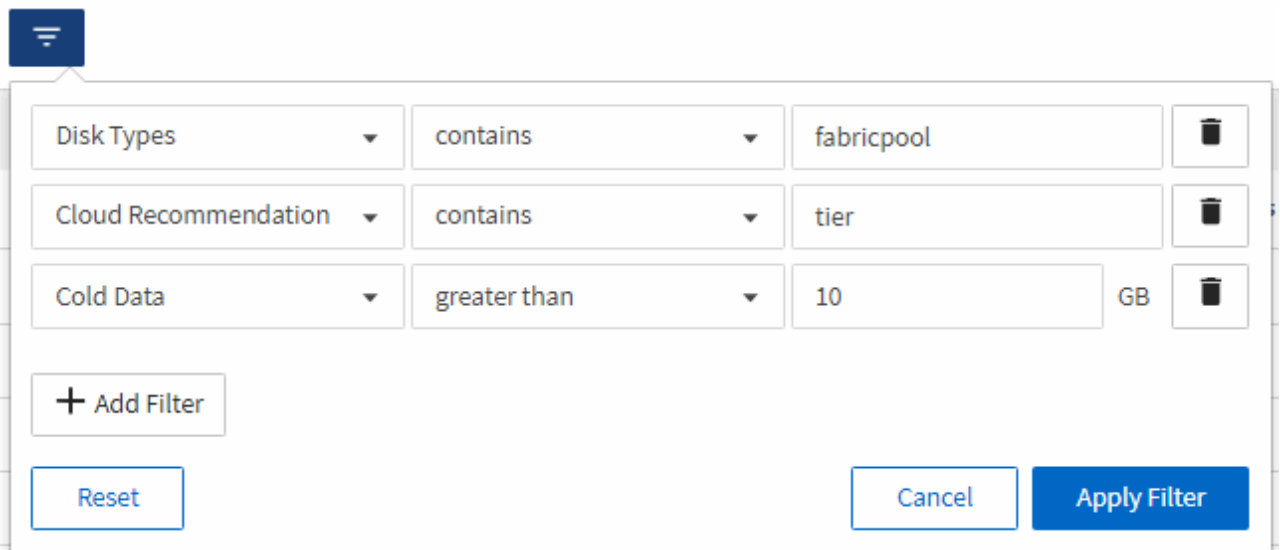 Disk Types contains fabricpool
Cloud Recommendation contains tier
Cold Data greater than 10 GB
Add Filter
Reset Cancel Apply Filter